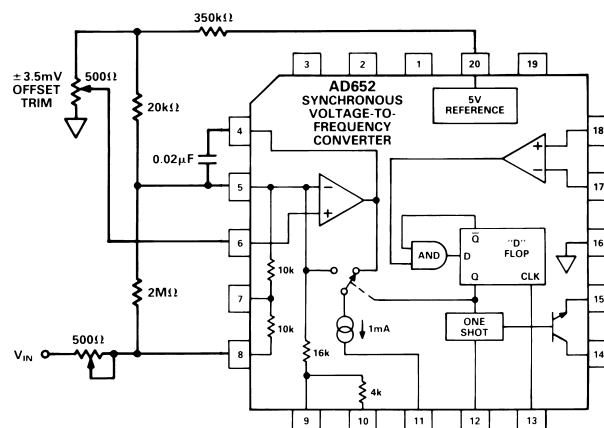 350kΩ
3
2
1
20
19
± 3.5mV
OFFSET
TRIM
500Ω
AD652
SYNCHRONOUS
VOLTAGE-TO-
FREQUENCY
CONVERTER
5V
REFERENCE
20kΩ
4
18
+
−
0.02μF
5
−
+
17
6
AND
Q̄
"D"
FLOP
D
Q
CLK
16
10k
2MΩ
7
15
10k
1mA
ONE
SHOT
500Ω
VIN
8
16k
14
4k
9
10
11
12
13